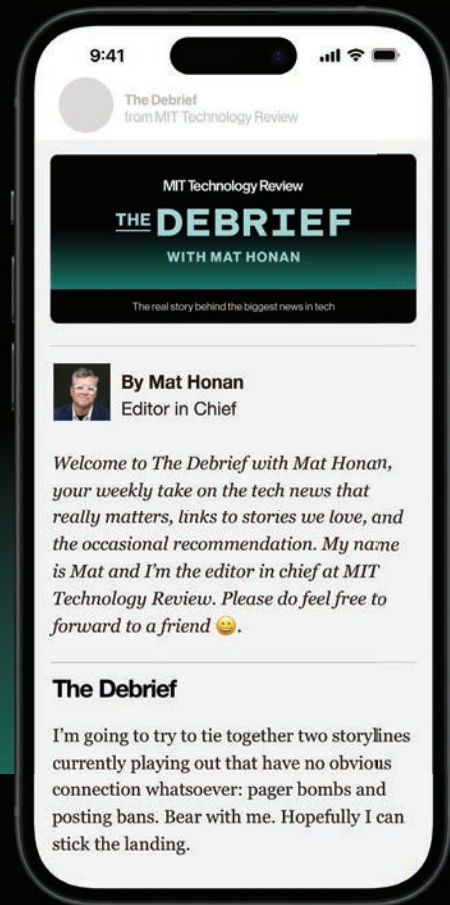 9:41
The Debrief
from MIT Technology Review
MIT Technology Review
THE DEBRIEF
WITH MAT HONAN
The real story behind the biggest news in tech
By Mat Honan
Editor in Chief
Welcome to The Debrief with Mat Honan,
your weekly take on the tech news that
really matters, links to stories we love, and
the occasional recommendation. My name
is Mat and I'm the editor in chief at MIT
Technology Review. Please do feel free to
forward to a friend 😀.
The Debrief
I'm going to try to tie together two storylines
currently playing out that have no obvious
connection whatsoever: pager bombs and
posting bans. Bear with me. Hopefully I can
stick the landing.